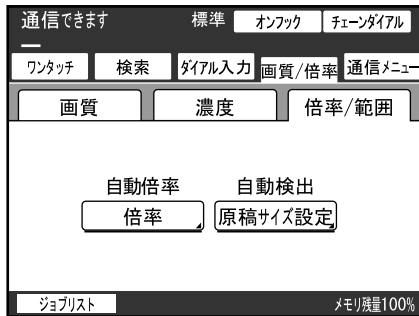 通信できます 標準 オンフック チェーンダイアル
ワンタッチ 検索 ダイアル入力 画質/倍率 通信メニュー
画質 濃度 倍率/範囲
自動倍率 自動検出
倍率 原稿サイズ設定
ジョブリスト メモリ残量100%